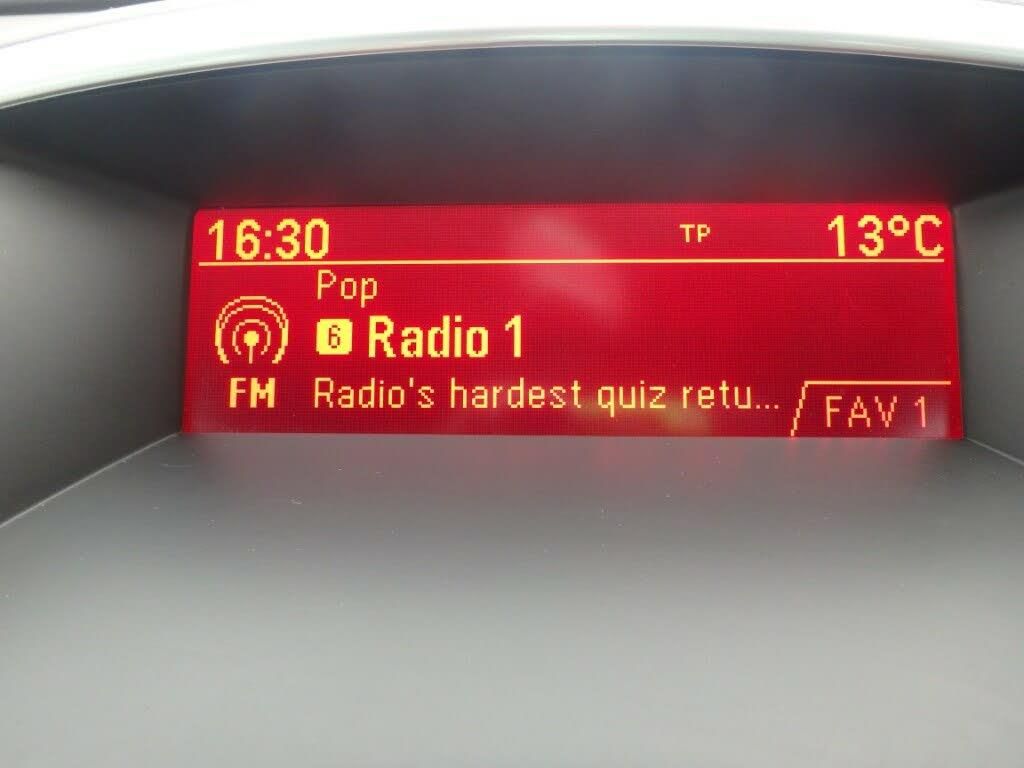 16:30 TP 13°C
Pop
6 Radio 1
FM Radio's hardest quiz retu...
FAV 1